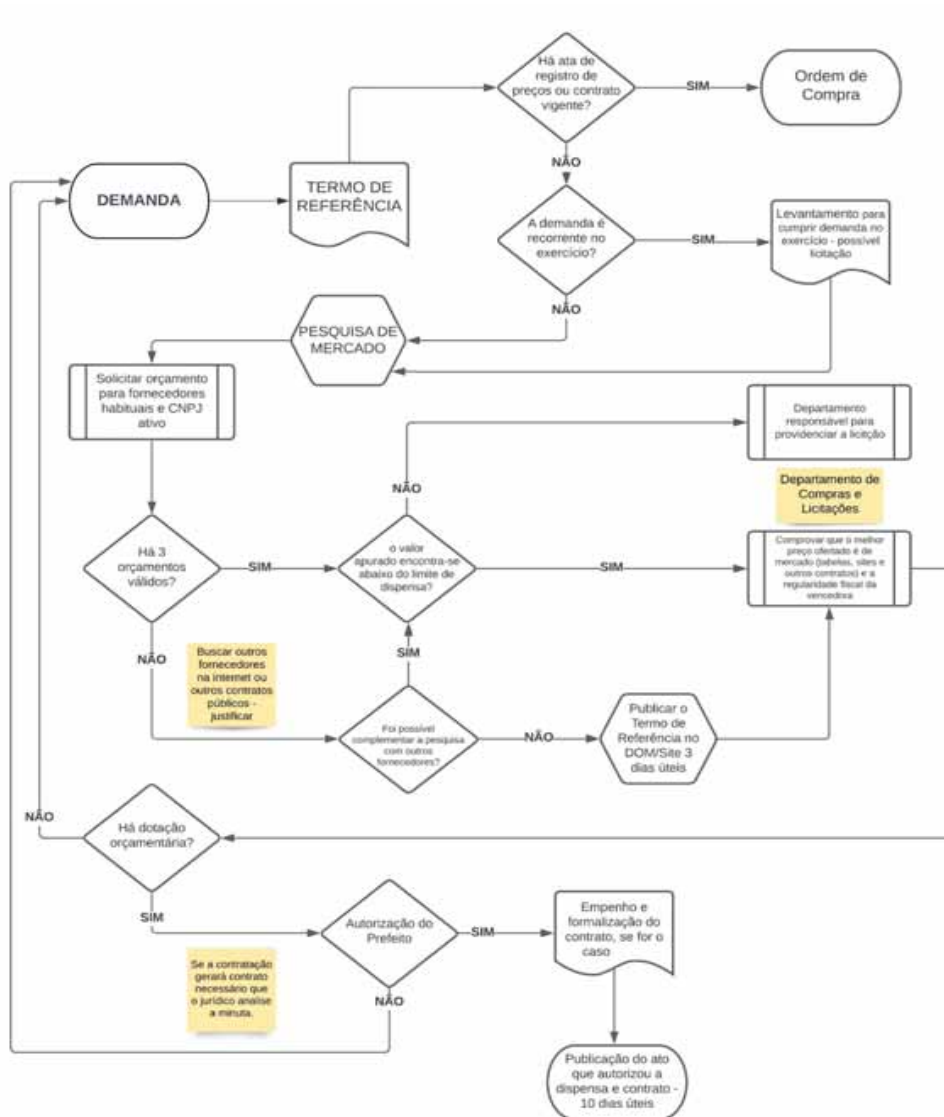 Há ata de
registro de
preços ou contrato
vigente?
SIM
Ordem de
Compra
NÃO
DEMANDA
TERMO DE
REFERÊNCIA
A demanda é
recorrente no
exercício?
SIM
Levantamento para
cumprir demanda no
exercício - possível
licitação
NÃO
PESQUISA DE
MERCADO
Solicitar orçamento
para fornecedores
habituais e CNPJ
ativo
Departamento
responsável para
providenciar a licitção
NÃO
Departamento de
Compras e
Licitações
Há 3
orçamentos
válidos?
SIM
o valor
apurado encontra-se
abaixo do limite de
dispensa?
SIM
Comprovar que o melhor
preço ofertado é de
mercado (tabelas, sites e
outros contratos) e a
regularidade fiscal da
vencedora
NÃO
Buscar outros
fornecedores
na internet ou
outros contratos
públicos -
justificar
SIM
Foi possível
complementar a pesquisa
com outros
fornecedores?
NÃO
Publicar o
Termo de
Referência no
DOM/Site 3
dias úteis
NÃO
Há dotação
orçamentária?
SIM
Autorização do
Prefeito
SIM
Empenho e
formalização do
contrato, se for o
caso
Se a contratação
gerará contrato
necessário que
o jurídico analise
a minuta.
NÃO
Publicação do ato
que autorizou a
dispensa e contrato -
10 dias úteis